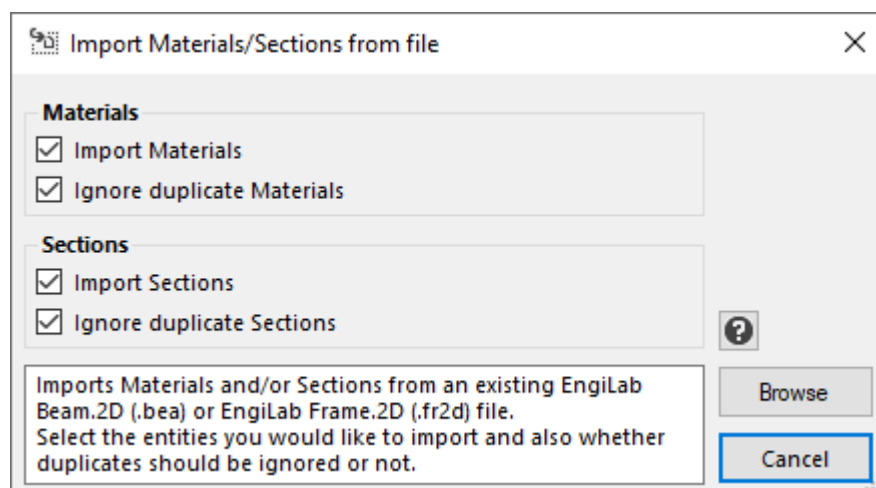 Import Materials/Sections from file
Materials
Import Materials
Ignore duplicate Materials
Sections
Import Sections
Ignore duplicate Sections
?
Imports Materials and/or Sections from an existing EngiLab
Beam.2D (.bea) or EngiLab Frame.2D (.fr2d) file.
Select the entities you would like to import and also whether
duplicates should be ignored or not.
Browse
Cancel